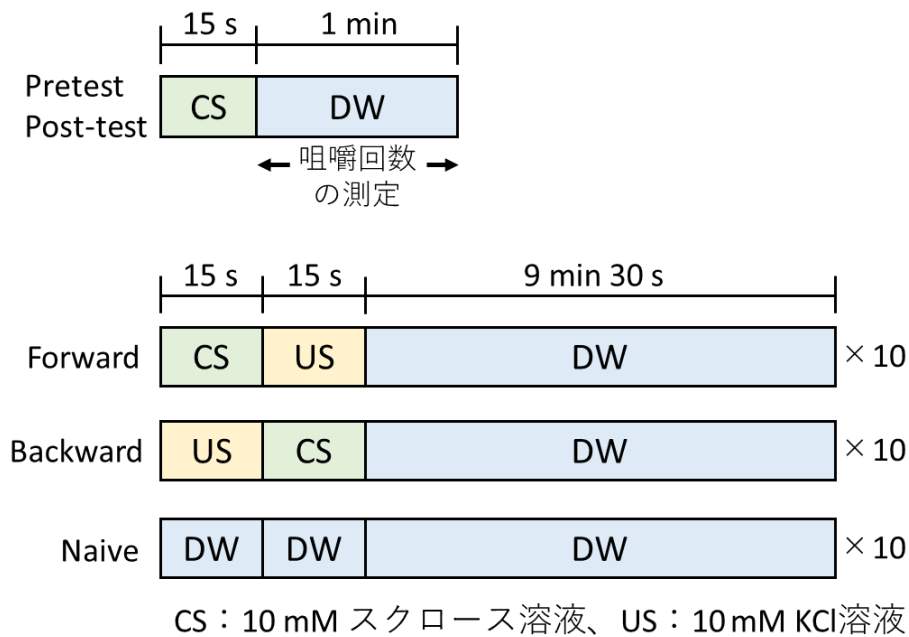 15 s 1 min
Pretest
Post-test
CS DW
咀嚼回数
の測定
15 s 15 s 9 min 30 s
Forward CS US DW ×10
Backward US CS DW ×10
Naive DW DW DW ×10
CS：10 mM スクロース溶液、US：10 mM KCl溶液